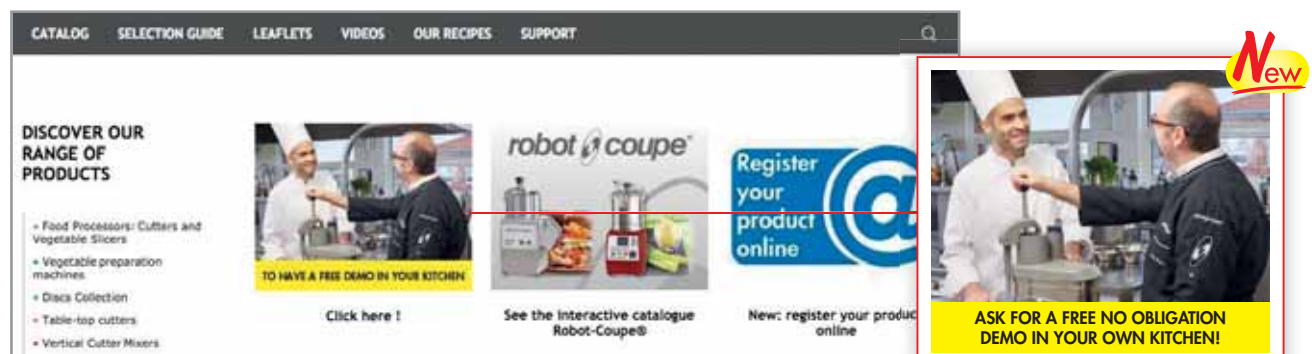 CATALOG SELECTION GUIDE LEAFLETS VIDEOS OUR RECIPES SUPPORT
New
DISCOVER OUR
RANGE OF
PRODUCTS
Food Processors: Cutters and
Vegetable Slicers
Vegetable preparation
machines
Discs Collection
Table-top cutters
Vertical Cutter Mixers
TO HAVE A FREE DEMO IN YOUR KITCHEN
Click here !
robot coupe®
See the interactive catalogue
Robot-Coupe®
Register
your
product
online
@
New: register your produc
online
ASK FOR A FREE NO OBLIGATION
DEMO IN YOUR OWN KITCHEN!